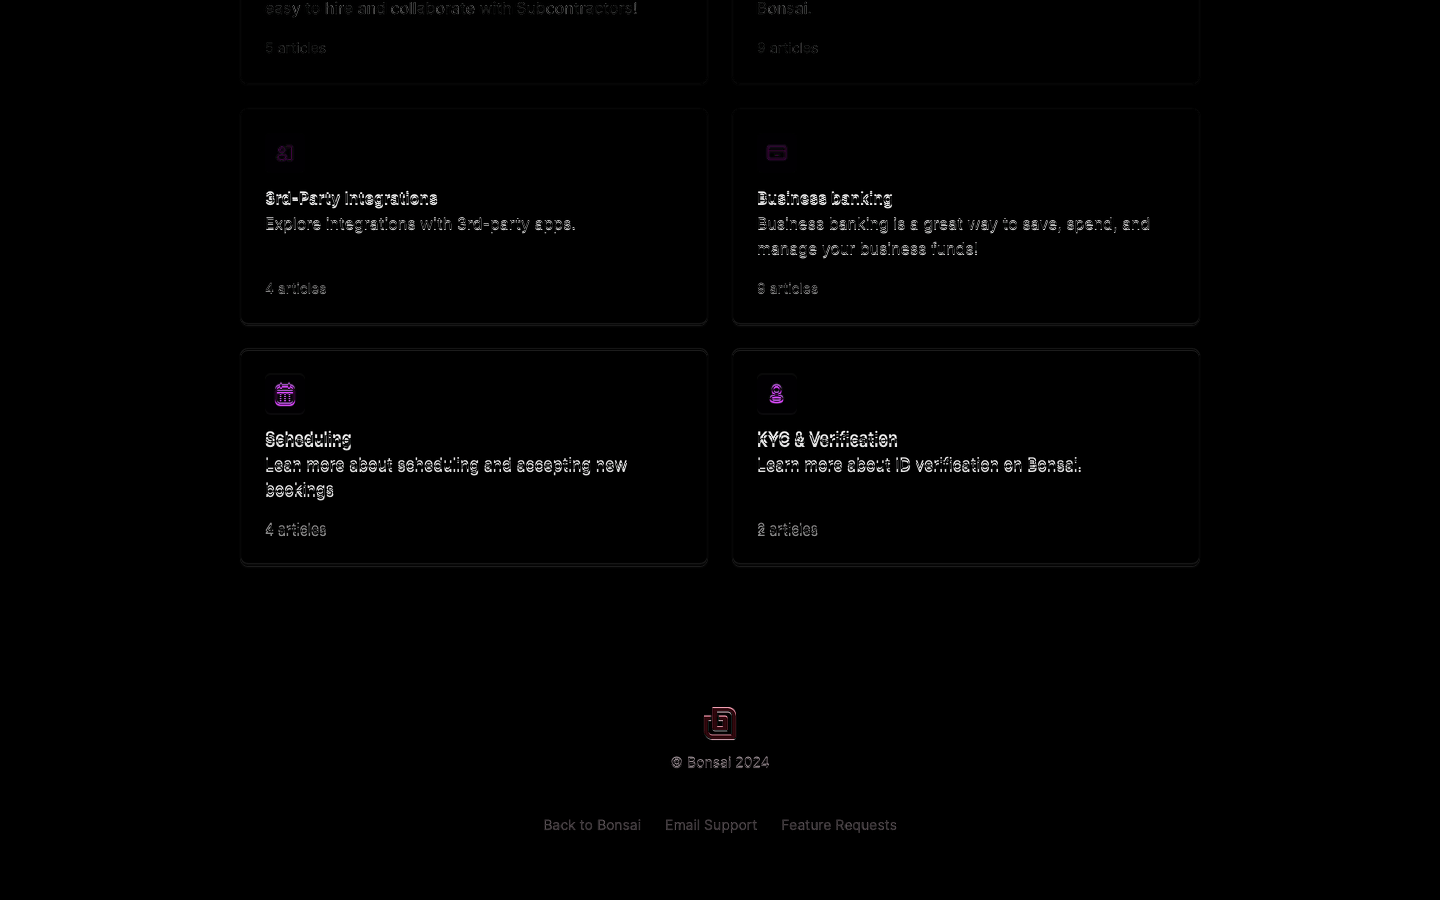 easy to hire and collaborate with Subcontractors!
5 articles
Bonsai.
9 articles
3rd-Party integrations
Explore integrations with 3rd-party apps.
4 articles
Business banking
Business banking is a great way to save, spend, and
manage your business funds!
9 articles
Scheduling
Lean more about scheduling and accepting new
bookings
4 articles
KYC & Verification
Learn more about ID verification on Bonsai.
2 articles
© Bonsai 2024
Back to Bonsai
Email Support
Feature Requests